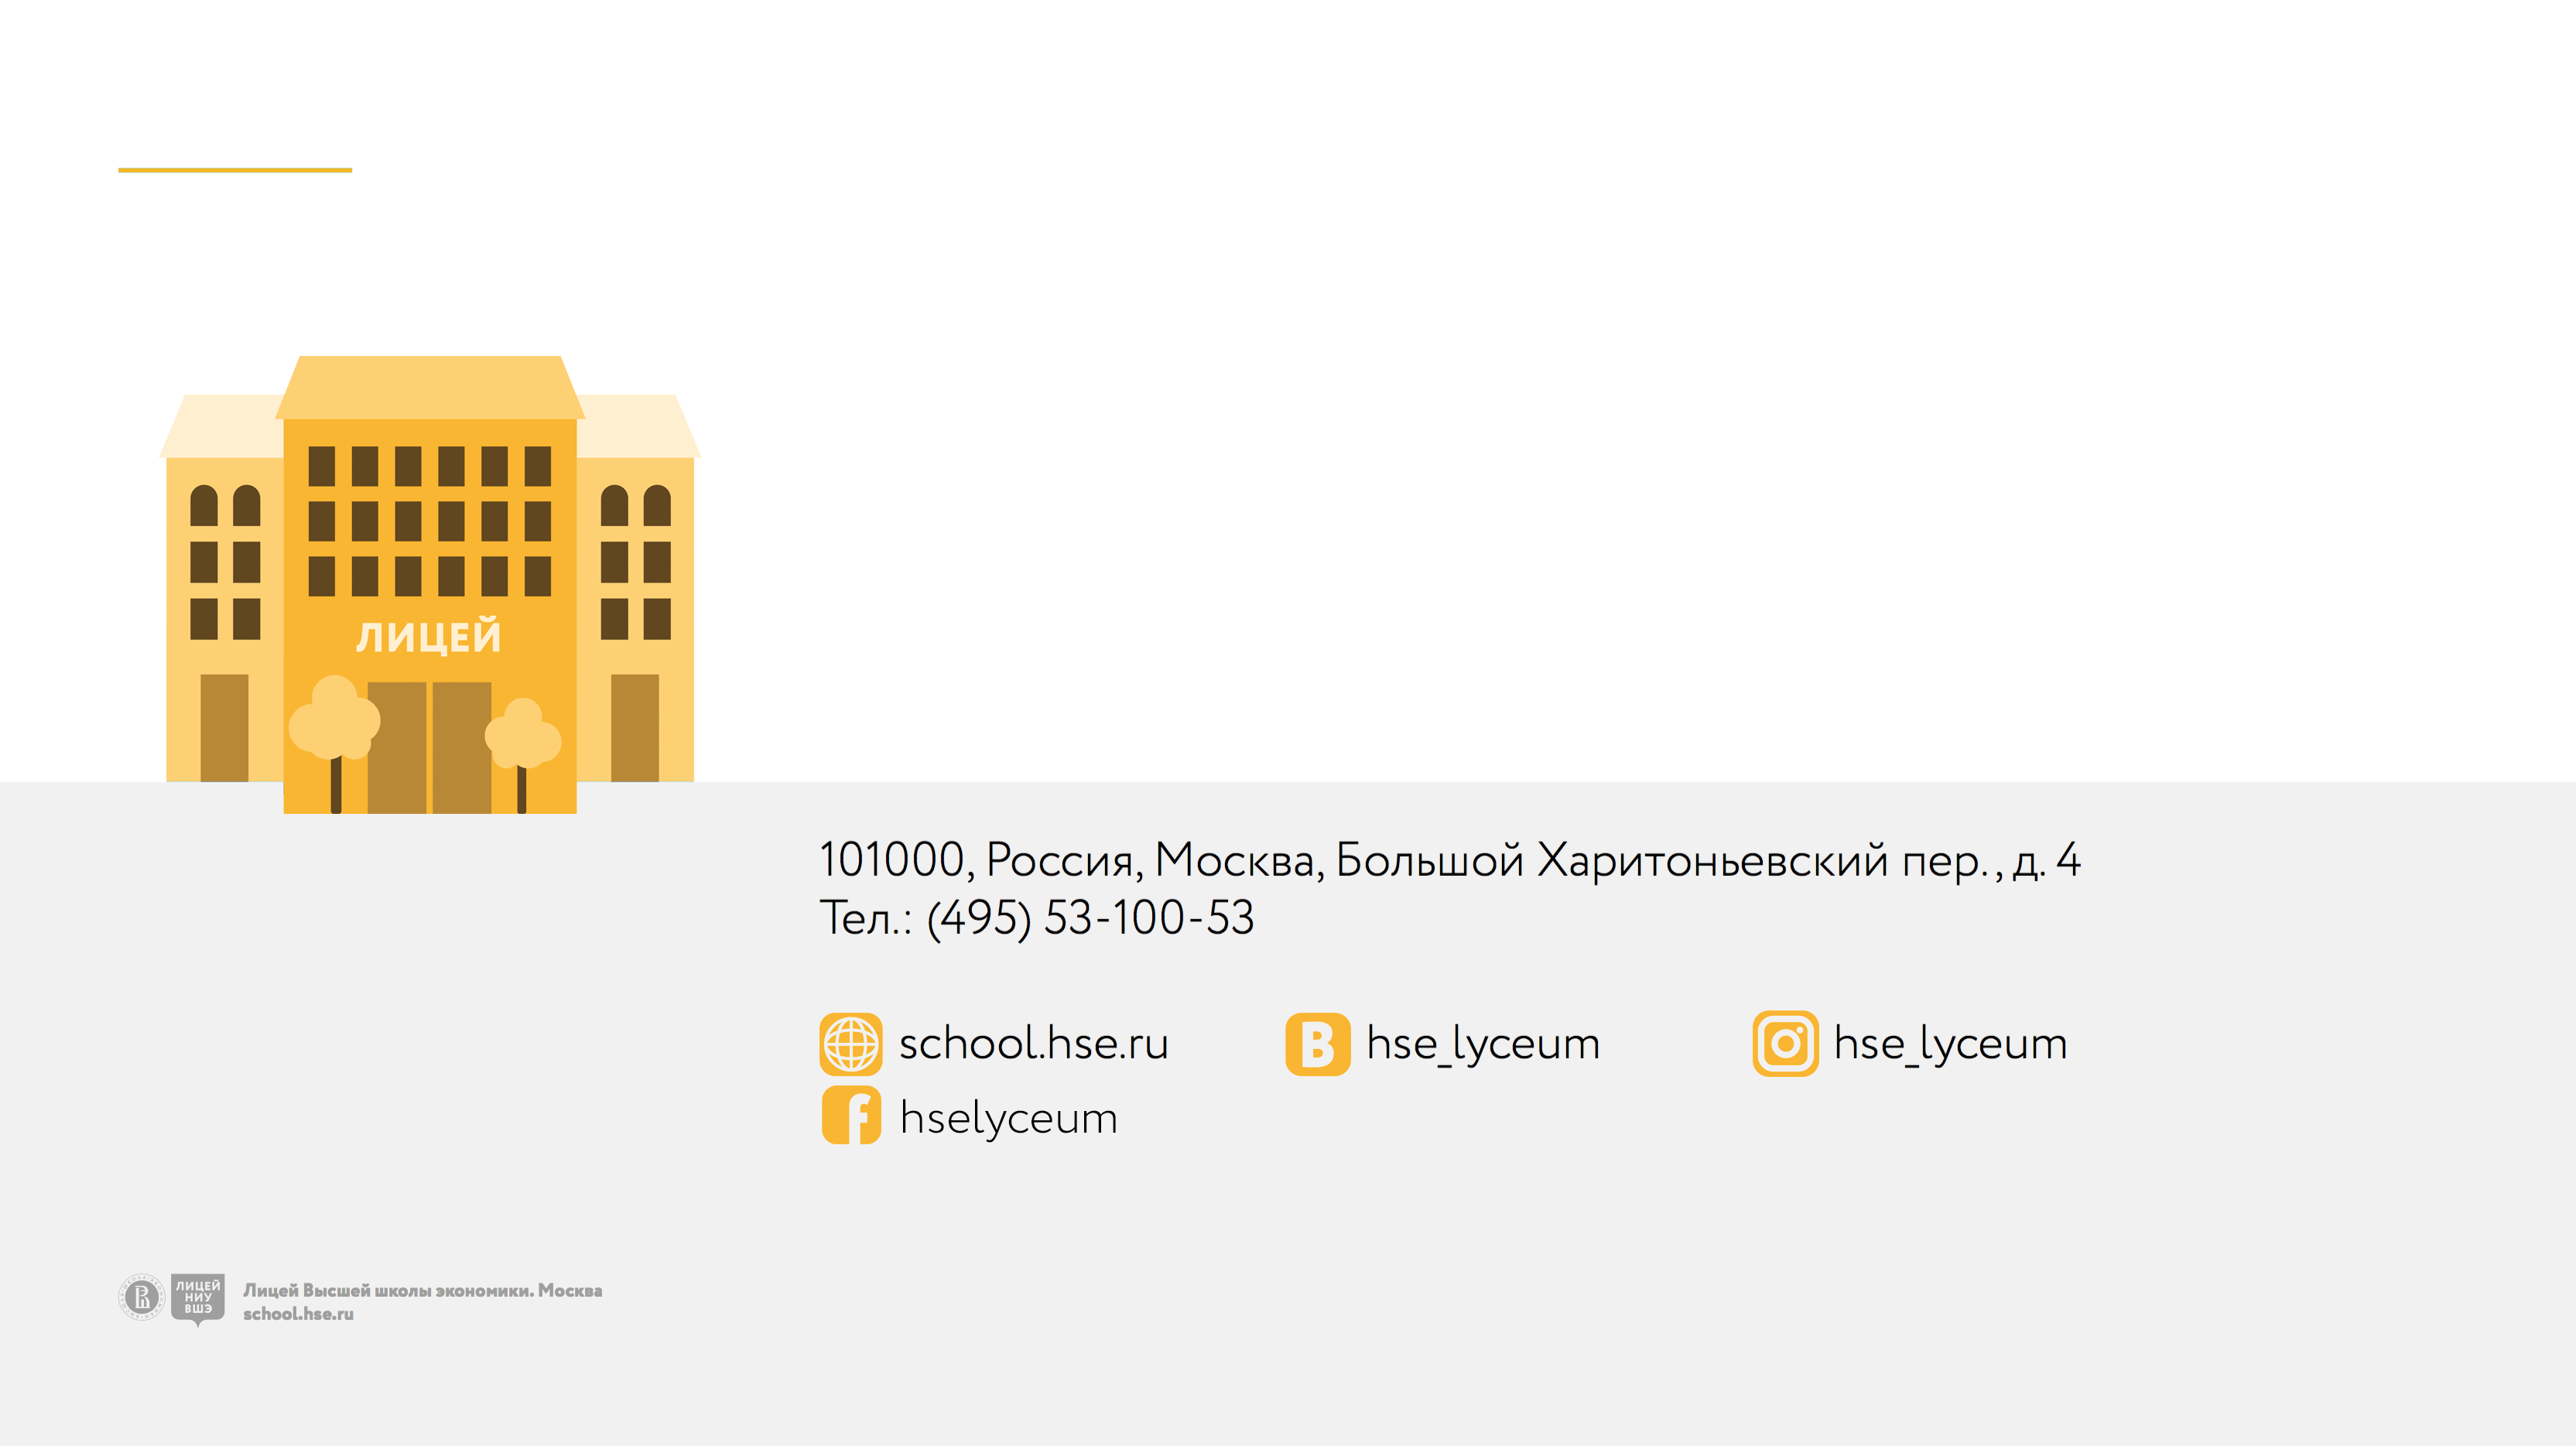 ЛИЦЕЙ
101000, Россия, Москва, Большой Харитоньевский пер., д. 4
Тел.: (495) 53-100-53
school.hse.ru
hse_lyceum
hse_lyceum
hselyceum
ЛИЦЕЙ
НИУ
ВШЭ
Лицей Высшей школы экономики. Москва
school.hse.ru